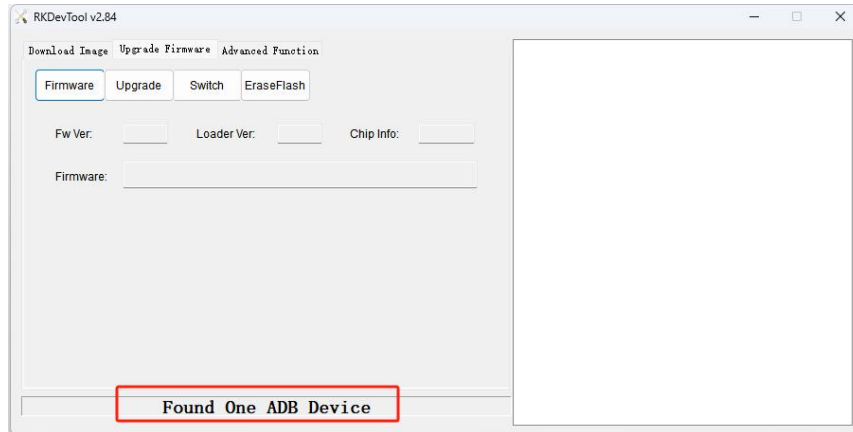 RKDevTool v2.84
Download Image Upgrade Firmware Advanced Function
Firmware Upgrade Switch EraseFlash
Fw Ver: Loader Ver: Chip Info:
Firmware:
Found One ADB Device